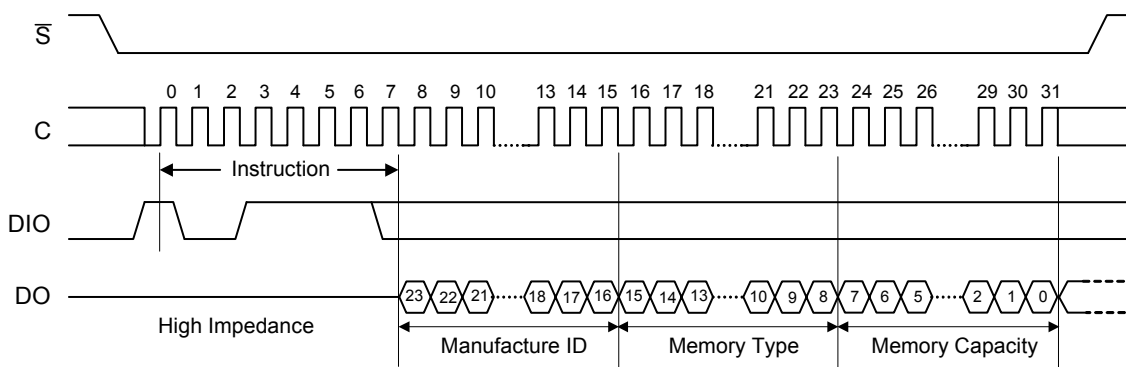 S
0 1 2 3 4 5 6 7 8 9 10 13 14 15 16 17 18 21 22 23 24 25 26 29 30 31
C
Instruction
DIO
DO
23 22 21 18 17 16 15 14 13 10 9 8 7 6 5 2 1 0
High Impedance
Manufacture ID
Memory Type
Memory Capacity